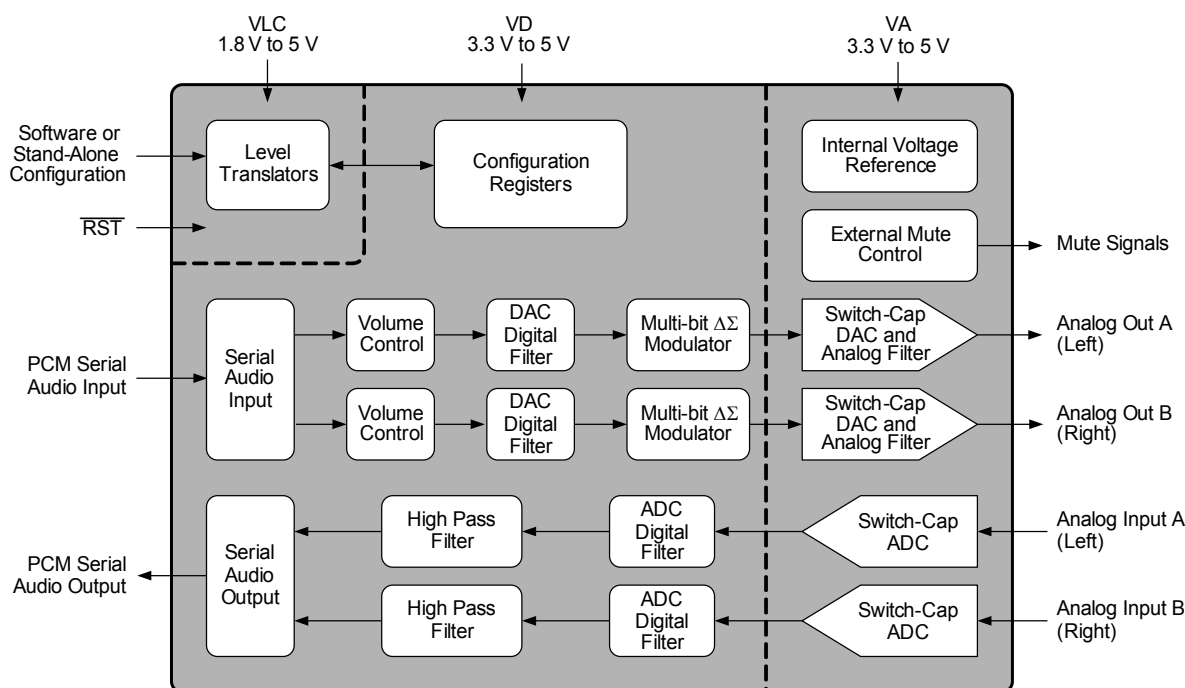 VLC
1.8 V to 5 V
VD
3.3 V to 5 V
VA
3.3 V to 5 V
Software or
Stand-Alone
Configuration
Level
Translators
Configuration
Registers
Internal Voltage
Reference
RST
External Mute
Control
Mute Signals
PCM Serial
Audio Input
Serial
Audio
Input
Volume
Control
DAC
Digital
Filter
Multi-bit ΔΣ
Modulator
Switch-Cap
DAC and
Analog Filter
Analog Out A
(Left)
Volume
Control
DAC
Digital
Filter
Multi-bit ΔΣ
Modulator
Switch-Cap
DAC and
Analog Filter
Analog Out B
(Right)
PCM Serial
Audio Output
Serial
Audio
Output
High Pass
Filter
ADC
Digital
Filter
Switch-Cap
ADC
Analog Input A
(Left)
High Pass
Filter
ADC
Digital
Filter
Switch-Cap
ADC
Analog Input B
(Right)